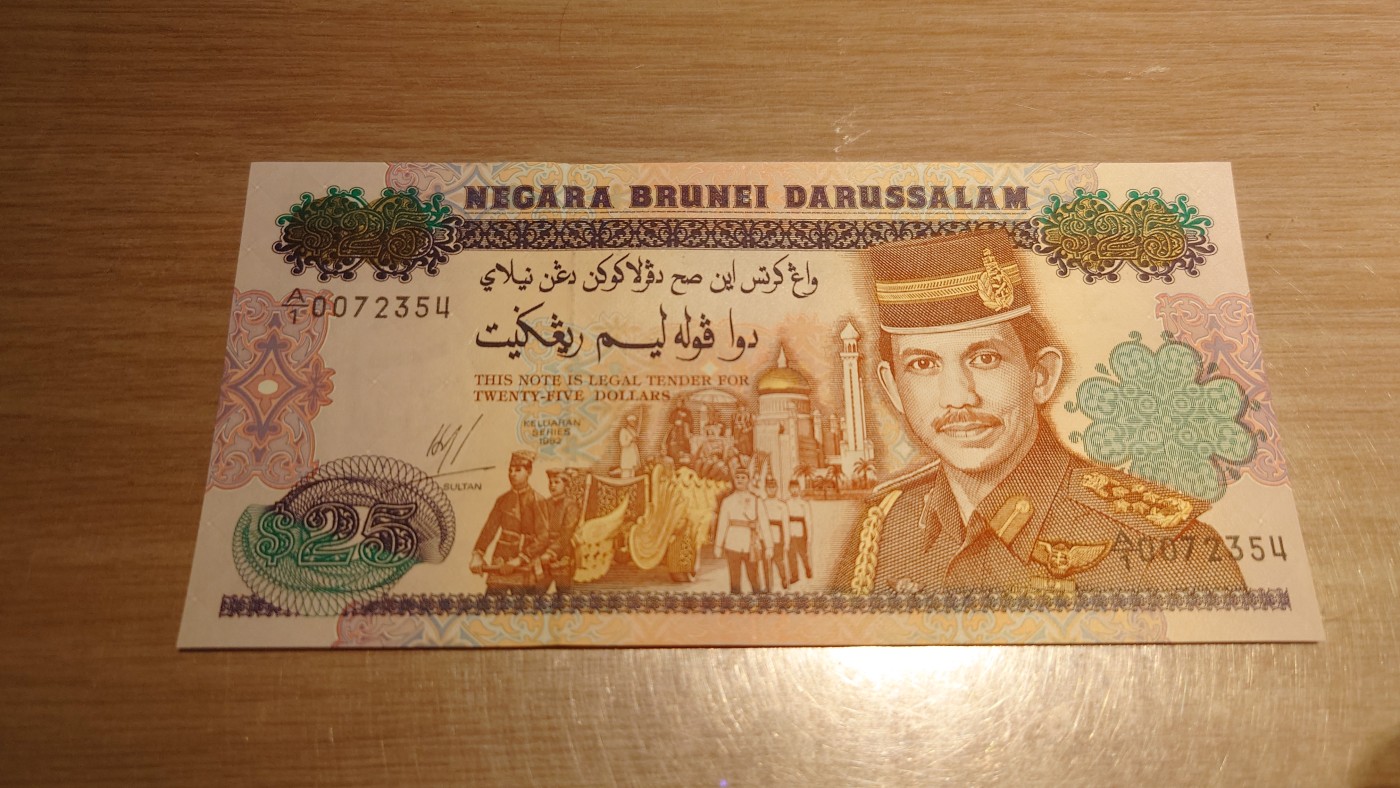 NEGARA BRUNEI DARUSSALAM
$25
$25
واڠ كرتس اين صح دڤرلاكوكن دڠن نيلاي
A/1 0072354
دوا ڤوله ليم ريڠݢيت
THIS NOTE IS LEGAL TENDER FOR
TWENTY-FIVE DOLLARS
KELUARAN
SERIES
1992
SULTAN
$25
A/1 0072354